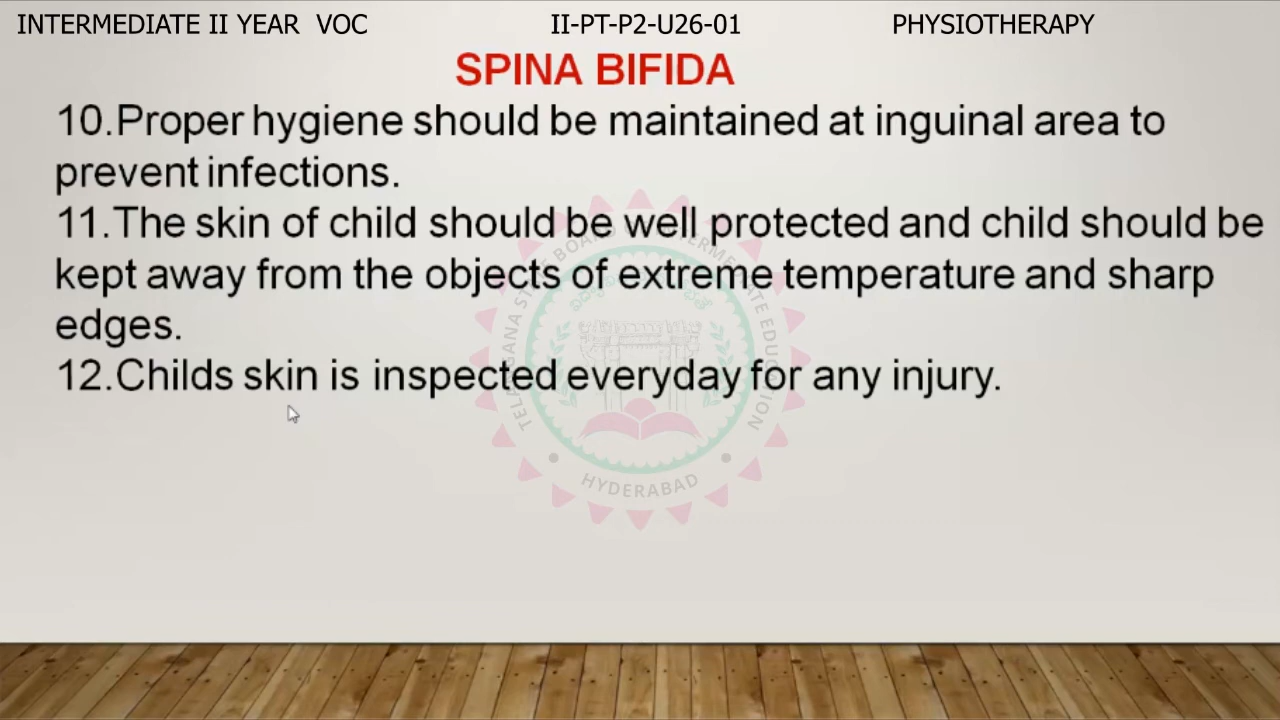 INTERMEDIATE II YEAR VOC II-PT-P2-U26-01 PHYSIOTHERAPY
SPINA BIFIDA
10.Proper hygiene should be maintained at inguinal area to
prevent infections.
11.The skin of child should be well protected and child should be
kept away from the objects of extreme temperature and sharp
edges.
12.Childs skin is inspected everyday for any injury.
HYDERABAD